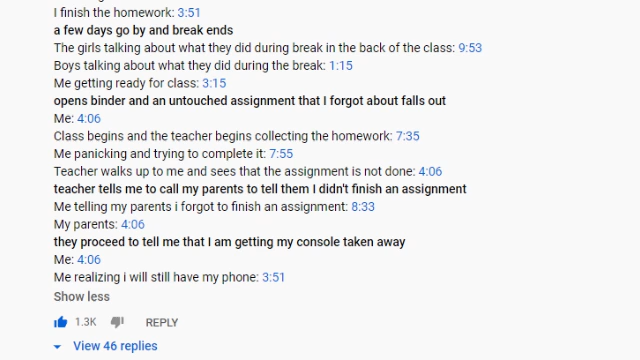 I finish the homework: 3:51
a few days go by and break ends
The girls talking about what they did during break in the back of the class: 9:53
Boys talking about what they did during the break: 1:15
Me getting ready for class: 3:15
opens binder and an untouched assignment that I forgot about falls out
Me: 4:06
Class begins and the teacher begins collecting the homework: 7:35
Me panicking and trying to complete it: 7:55
Teacher walks up to me and sees that the assignment is not done: 4:06
teacher tells me to call my parents to tell them I didn't finish an assignment
Me telling my parents i forgot to finish an assignment: 8:33
My parents: 4:06
they proceed to tell me that I am getting my console taken away
Me: 4:06
Me realizing i will still have my phone: 3:51
Show less
1.3K REPLY
View 46 replies